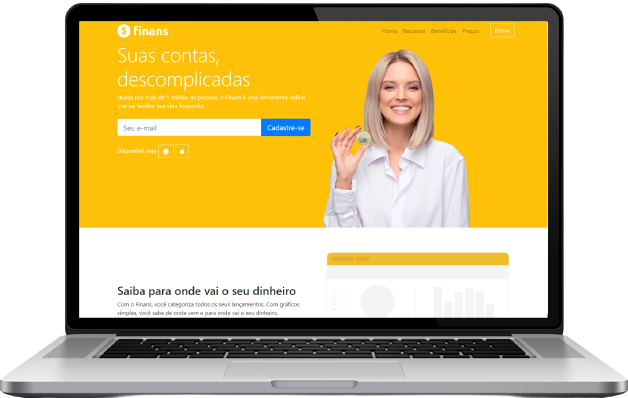 finans
Home Recursos Benefícios Preços Entrar
Suas contas,
descomplicadas
Usado por mais de 1 milhão de pessoas, o Finans é uma ferramenta online
que vai facilitar sua vida financeira.
Seu e-mail Cadastre-se
Disponível para
Saiba para onde vai o seu dinheiro
Com o Finans, você categoriza todos os seus lançamentos. Com gráficos
simples, você sabe de onde vem e para onde vai o seu dinheiro.